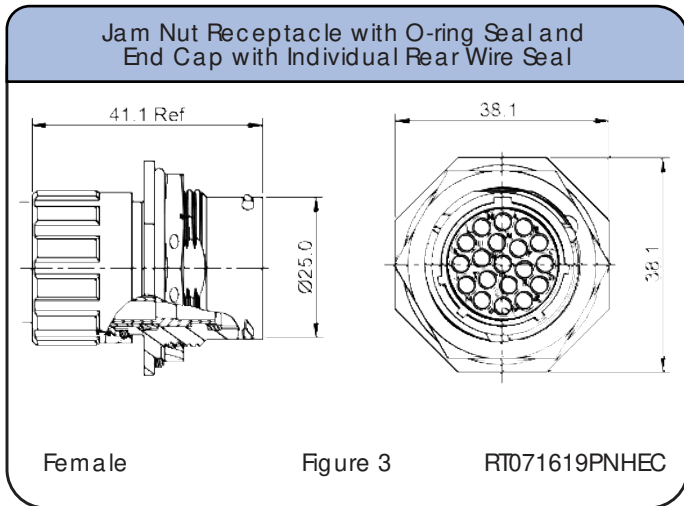 Jam Nut Receptacle with O-ring Seal and
End Cap with Individual Rear Wire Seal
41.1 Ref
38.1
Ø25.0
38.1
Female Figure 3 RT071619PNHEC